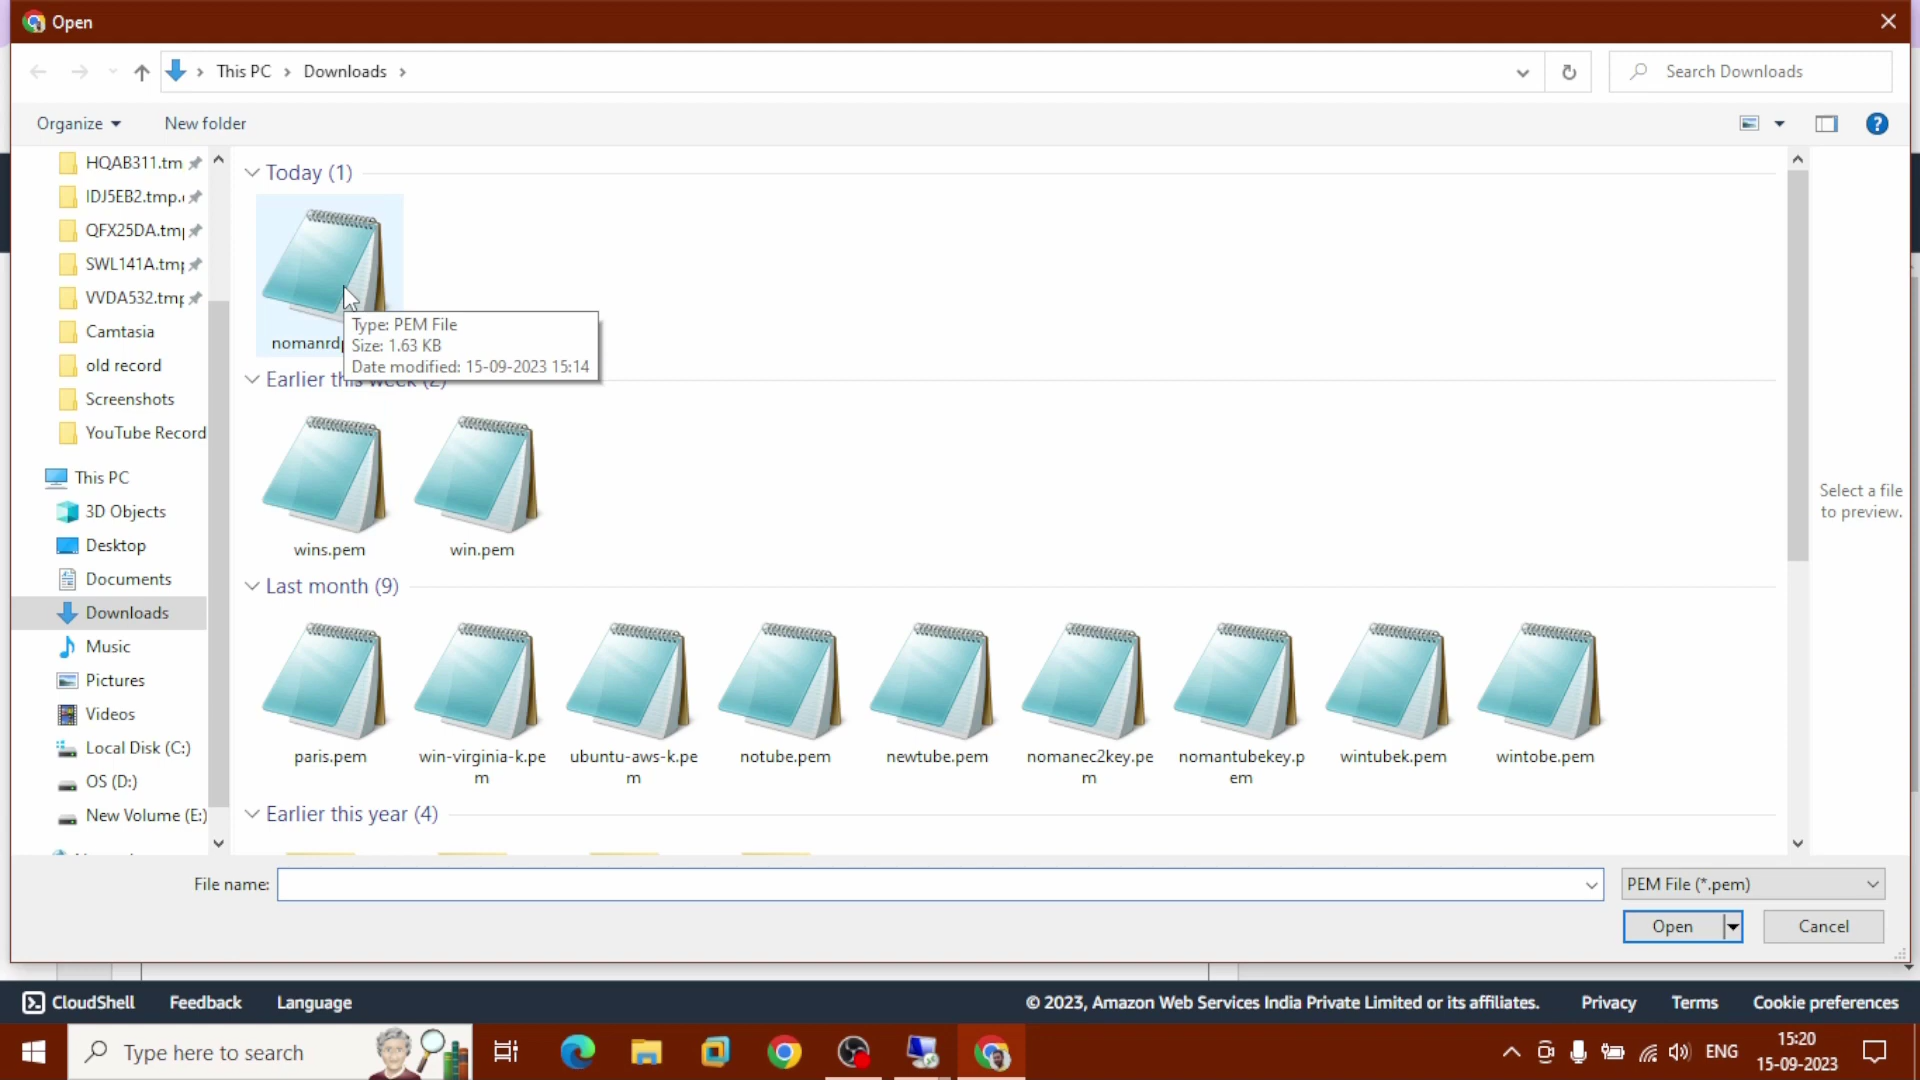 Open
This PC
Downloads
Search Downloads
Organize
New folder
HQAB311.tm
IDJ5EB2.tmp.
QFX25DA.tmp
SWL141A.tmp
VVDA532.tmp
Camtasia
old record
Screenshots
YouTube Record
This PC
3D Objects
Desktop
Documents
Downloads
Music
Pictures
Videos
Local Disk (C:)
OS (D:)
New Volume (E:)
Today (1)
nomanrd
Type: PEM File
Size: 1.63 KB
Date modified: 15-09-2023 15:14
Earlier this week (2)
wins.pem
win.pem
Last month (9)
paris.pem
win-virginia-k.pe
m
ubuntu-aws-k.pe
m
notube.pem
newtube.pem
nomanec2key.pe
m
nomantubekey.p
em
wintubek.pem
wintobe.pem
Earlier this year (4)
Select a file
to preview.
File name:
PEM File (*.pem)
Open
Cancel
CloudShell
Feedback
Language
© 2023, Amazon Web Services India Private Limited or its affiliates.
Privacy
Terms
Cookie preferences
Type here to search
ENG
15:20
15-09-2023